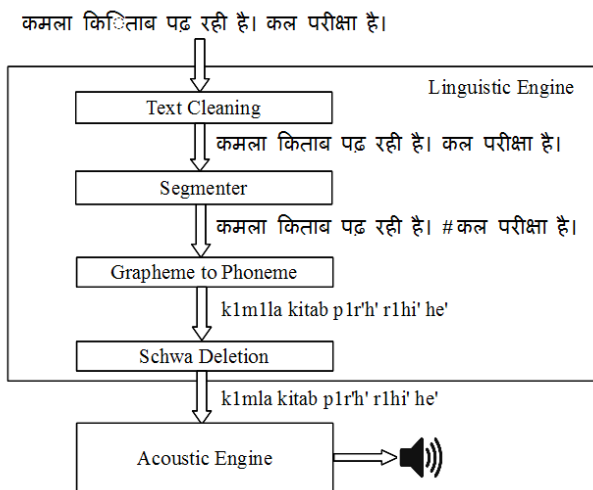 कमला किि​ताब पढ़ रही है। कल परीक्षा है।
Linguistic Engine
Text Cleaning
कमला किताब पढ़ रही है। कल परीक्षा है।
Segmenter
कमला किताब पढ़ रही है। #कल परीक्षा है।
Grapheme to Phoneme
k1m1la kitab p1r'h' r1hi' he'
Schwa Deletion
k1mla kitab p1r'h' r1hi' he'
Acoustic Engine